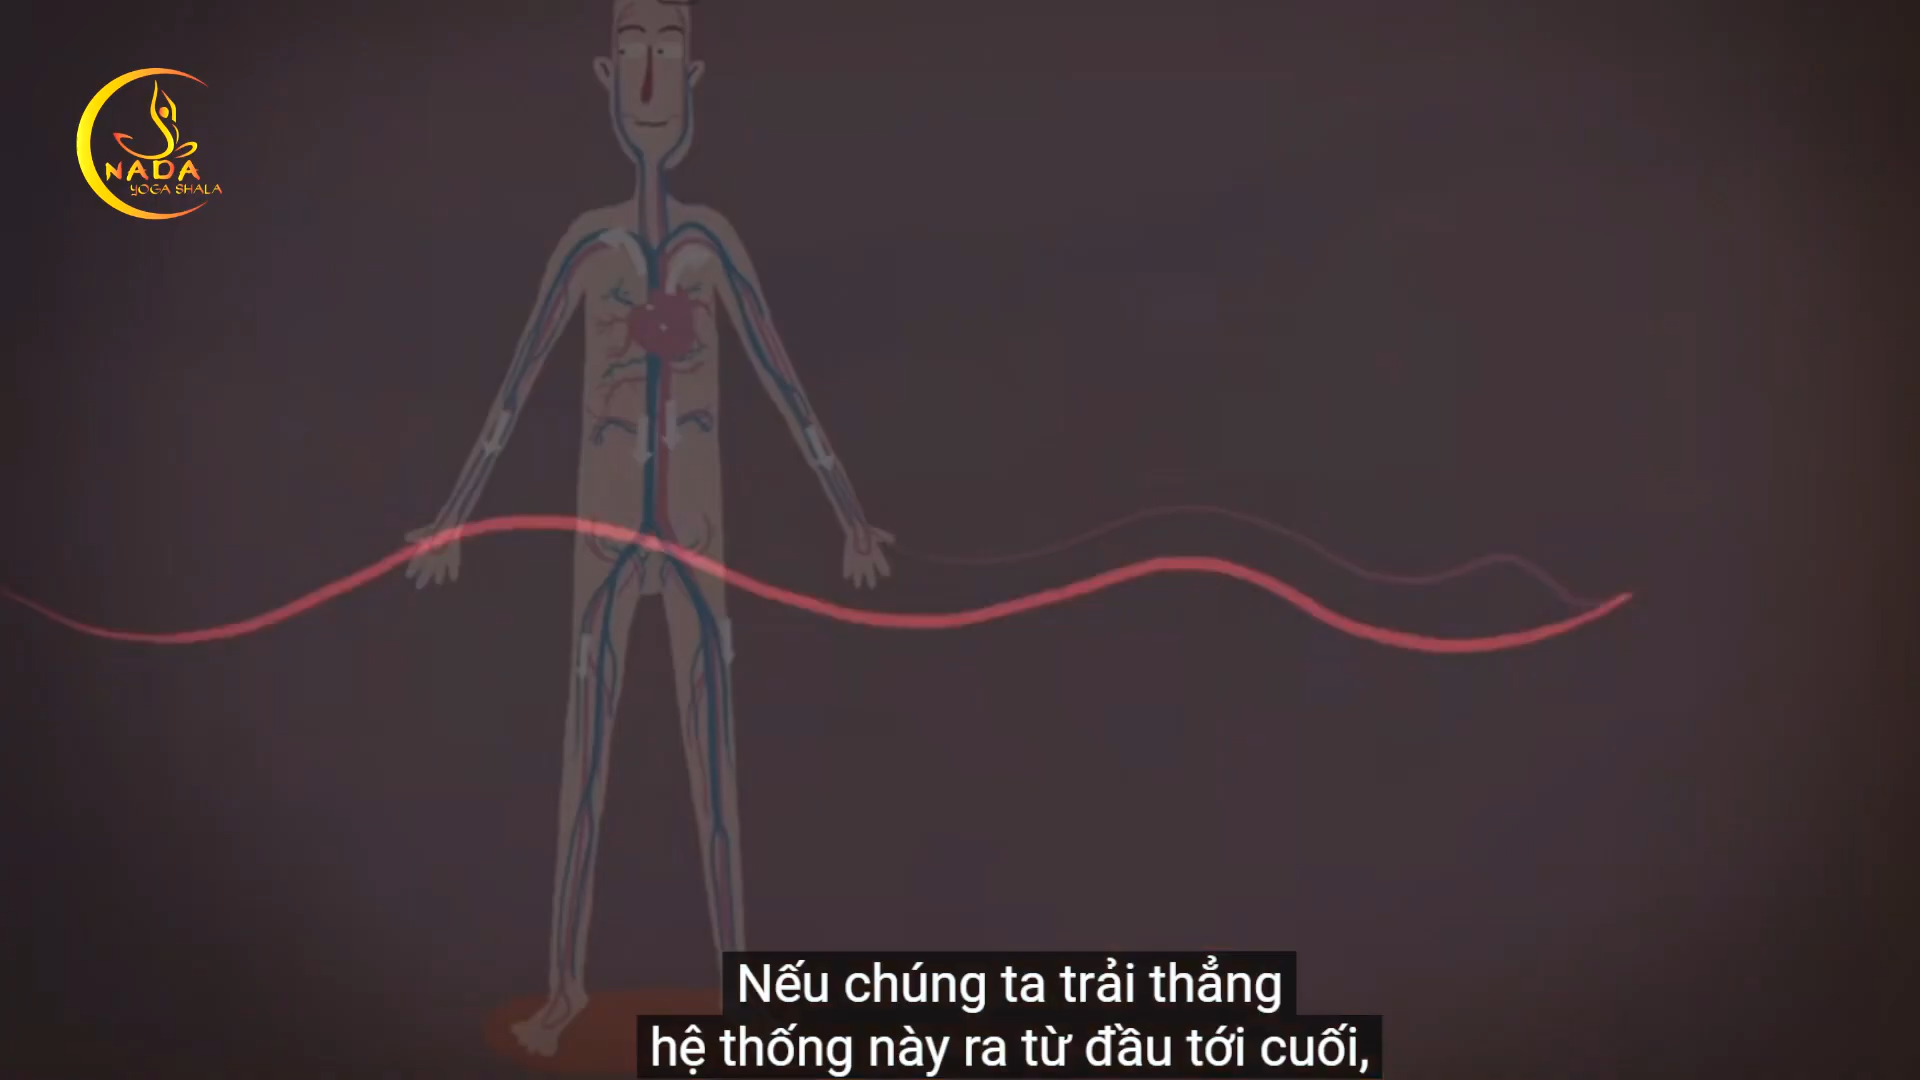 NADA
YOGA SHALA
Nếu chúng ta trải thẳng
hệ thống này ra từ đầu tới cuối,